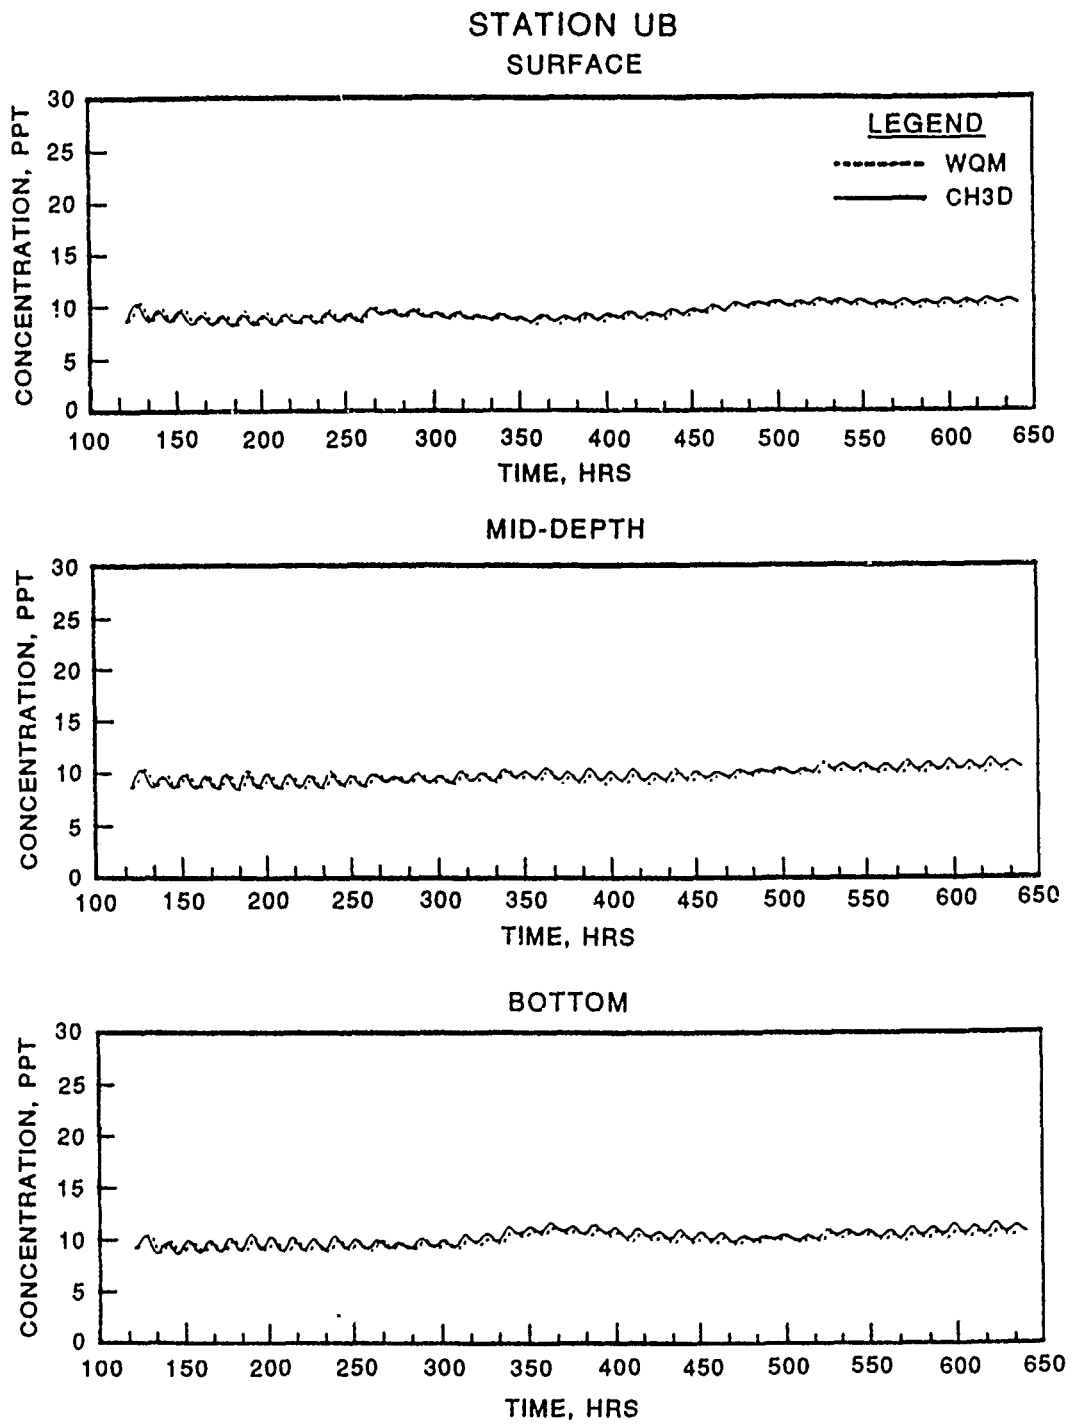 STATION UB
SURFACE
CONCENTRATION, PPT
30
25
20
15
10
5
0
LEGEND
WQM
CH3D
100 150 200 250 300 350 400 450 500 550 600 650
TIME, HRS
MID-DEPTH
CONCENTRATION, PPT
30
25
20
15
10
5
0
100 150 200 250 300 350 400 450 500 550 600 650
TIME, HRS
BOTTOM
CONCENTRATION, PPT
30
25
20
15
10
5
0
100 150 200 250 300 350 400 450 500 550 600 650
TIME, HRS